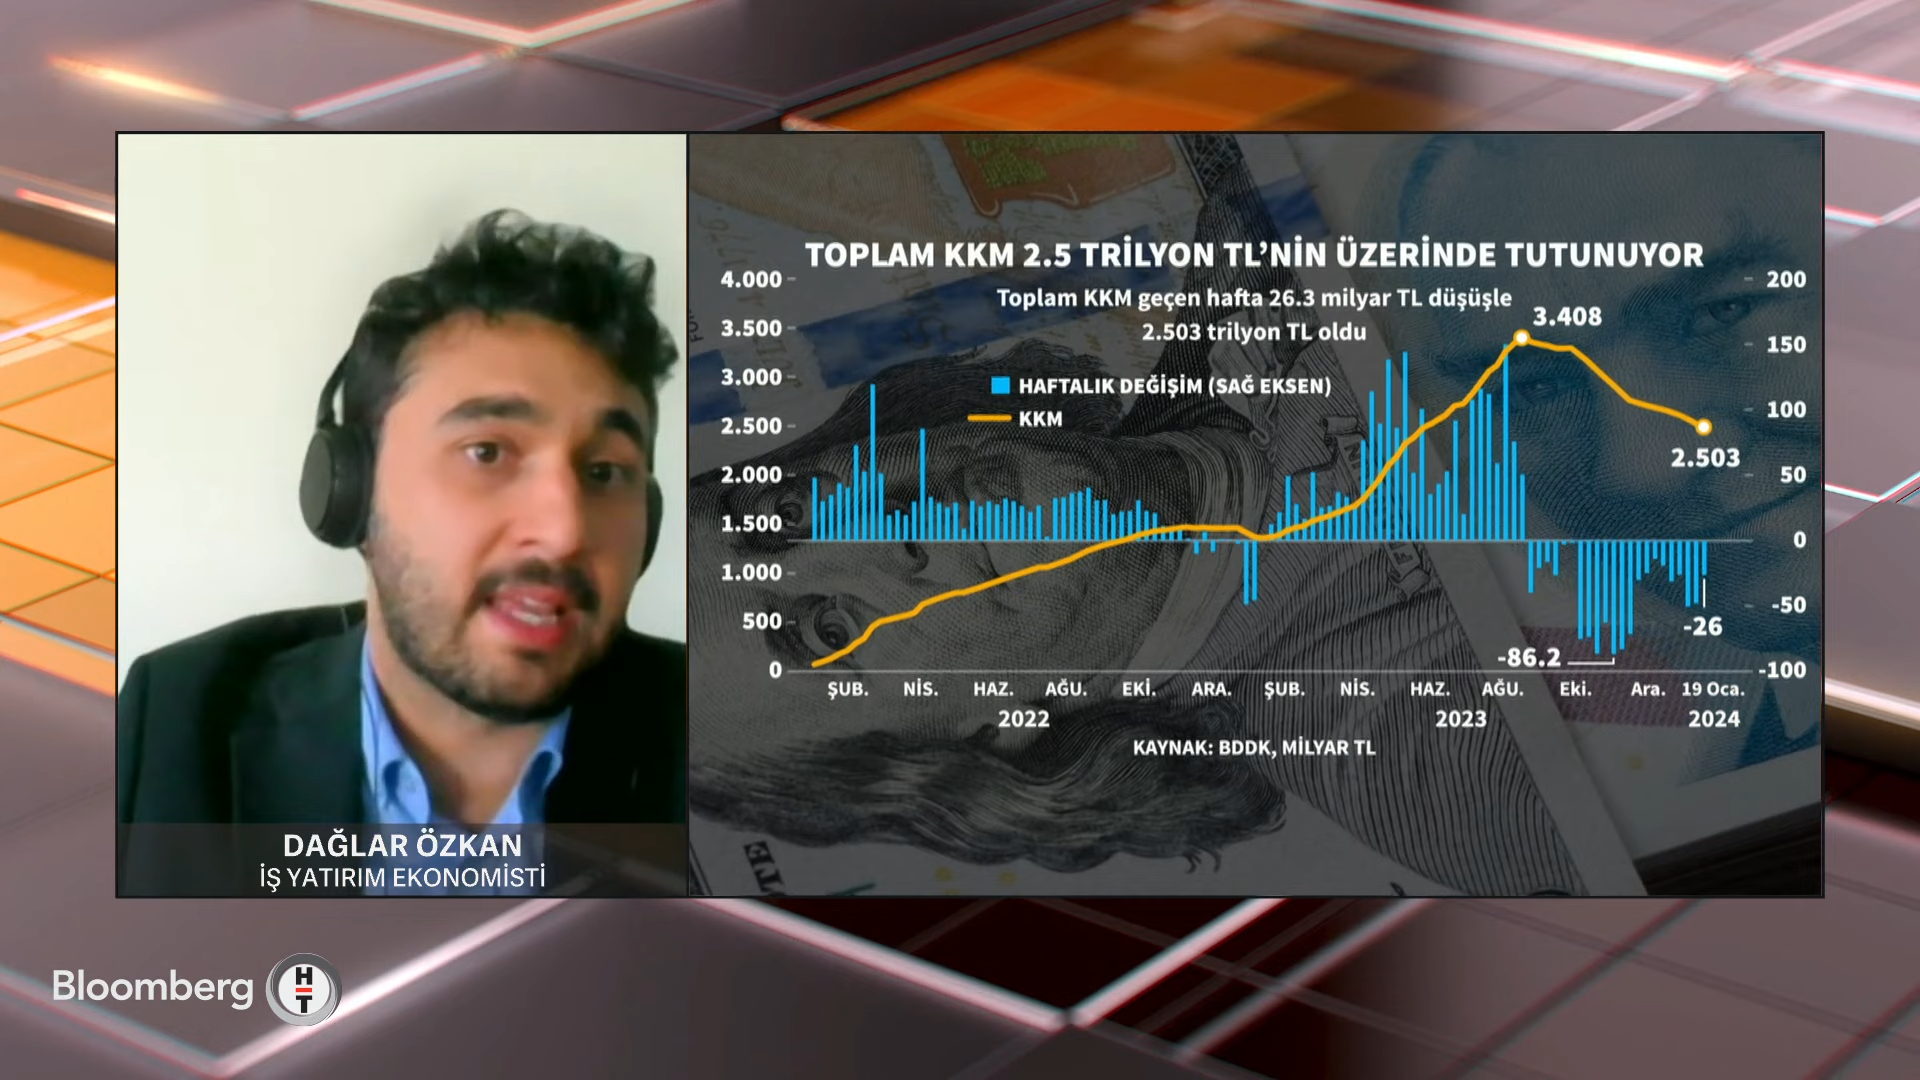 TOPLAM KKM 2.5 TRİLYON TL’NİN ÜZERİNDE TUTUNUYOR
Toplam KKM geçen hafta 26.3 milyar TL düşüşle
2.503 trilyon TL oldu
HAFTALIK DEĞİŞİM (SAĞ EKSEN)
KKM
4.000
3.500
3.000
2.500
2.000
1.500
1.000
500
0
200
150
100
50
0
-50
-100
3.408
2.503
-26
-86.2
ŞUB. NİS. HAZ. AĞU. EKİ. ARA. ŞUB. NİS. HAZ. AĞU. Eki. Ara. 19 Oca.
2022 2023 2024
KAYNAK: BDDK, MİLYAR TL
DAĞLAR ÖZKAN
İŞ YATIRIM EKONOMİSTİ
Bloomberg HT